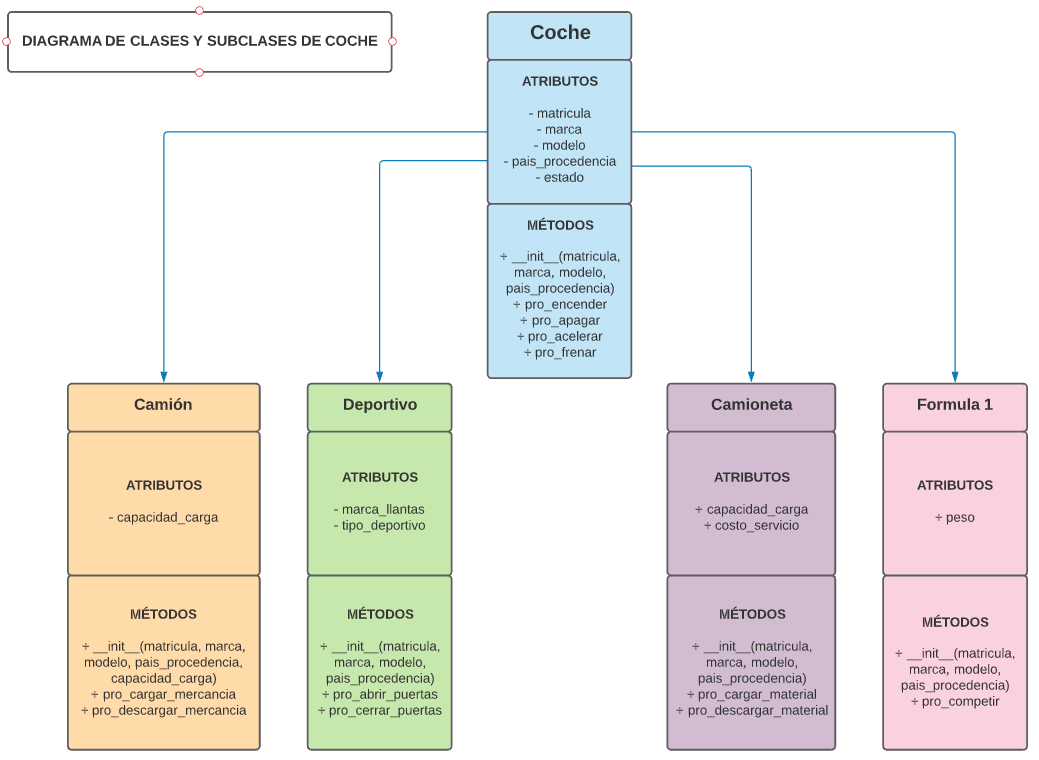 DIAGRAMA DE CLASES Y SUBCLASES DE COCHE
Coche
ATRIBUTOS
- matricula
- marca
- modelo
- pais_procedencia
- estado
MÉTODOS
+ __init__(matricula,
marca, modelo,
pais_procedencia)
+ pro_encender
+ pro_apagar
+ pro_acelerar
+ pro_frenar
Camión
ATRIBUTOS
- capacidad_carga
MÉTODOS
+ __init__(matricula, marca,
modelo, pais_procedencia,
capacidad_carga)
+ pro_cargar_mercancia
+ pro_descargar_mercancia
Deportivo
ATRIBUTOS
- marca_llantas
- tipo_deportivo
MÉTODOS
+ __init__(matricula,
marca, modelo,
pais_procedencia)
+ pro_abrir_puertas
+ pro_cerrar_puertas
Camioneta
ATRIBUTOS
+ capacidad_carga
+ costo_servicio
MÉTODOS
+ __init__(matricula,
marca, modelo,
pais_procedencia)
+ pro_cargar_material
+ pro_descargar_material
Formula 1
ATRIBUTOS
+ peso
MÉTODOS
+ __init__(matricula,
marca, modelo,
pais_procedencia)
+ pro_competir